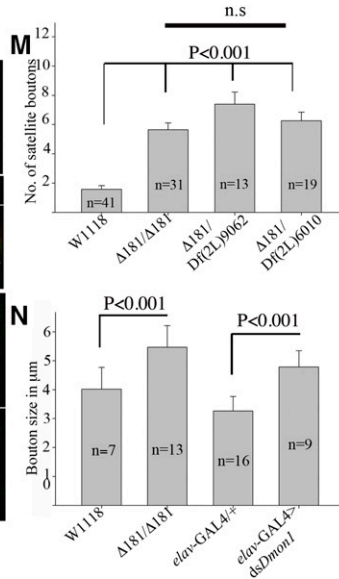 n.s
M
P<0.001
12
10
8
6
4
2
No. of satellite boutons
n=41
n=31
n=13
n=19
W1118
Δ181/Δ181
Δ181/
Df(2L)9062
Δ181/
Df(2L)6010
N
P<0.001
P<0.001
6
5
4
3
2
1
0
Bouton size in μm
n=7
n=13
n=16
n=9
W1118
Δ181/Δ181
elav-GAL4/+
elav-GAL4>
dsDmon1